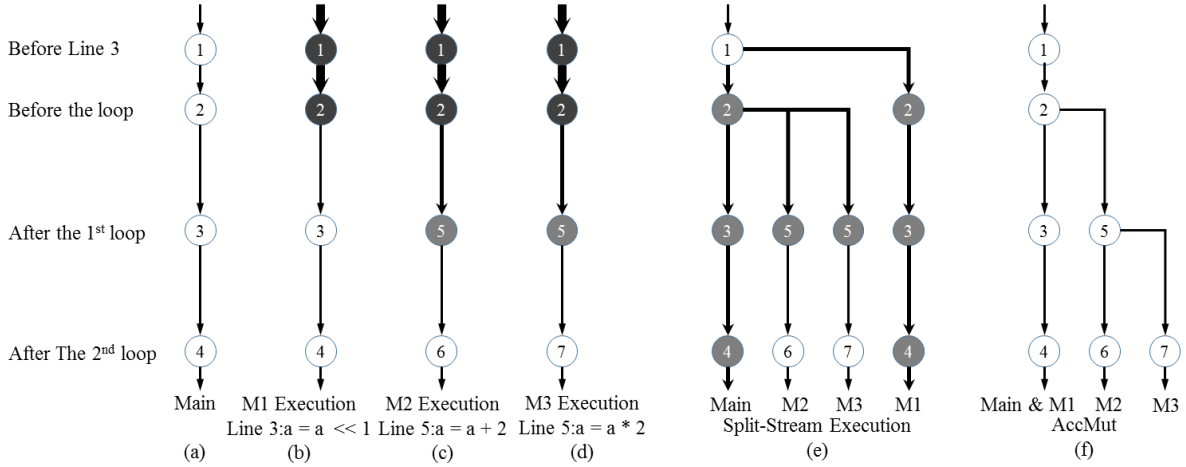 Before Line 3
1 1 1 1 1 1
Before the loop
2 2 2 2 2 2 2
After the 1st loop
3 3 5 5 3 5 5 3 3 5
After The 2nd loop
4 4 6 7 4 6 7 4 4 6 7
Main M1 Execution M2 Execution M3 Execution Main M2 M3 M1 Main & M1 M2 M3
Line 3:a = a << 1 Line 5:a = a + 2 Line 5:a = a * 2 Split-Stream Execution AccMut
(a) (b) (c) (d) (e) (f)